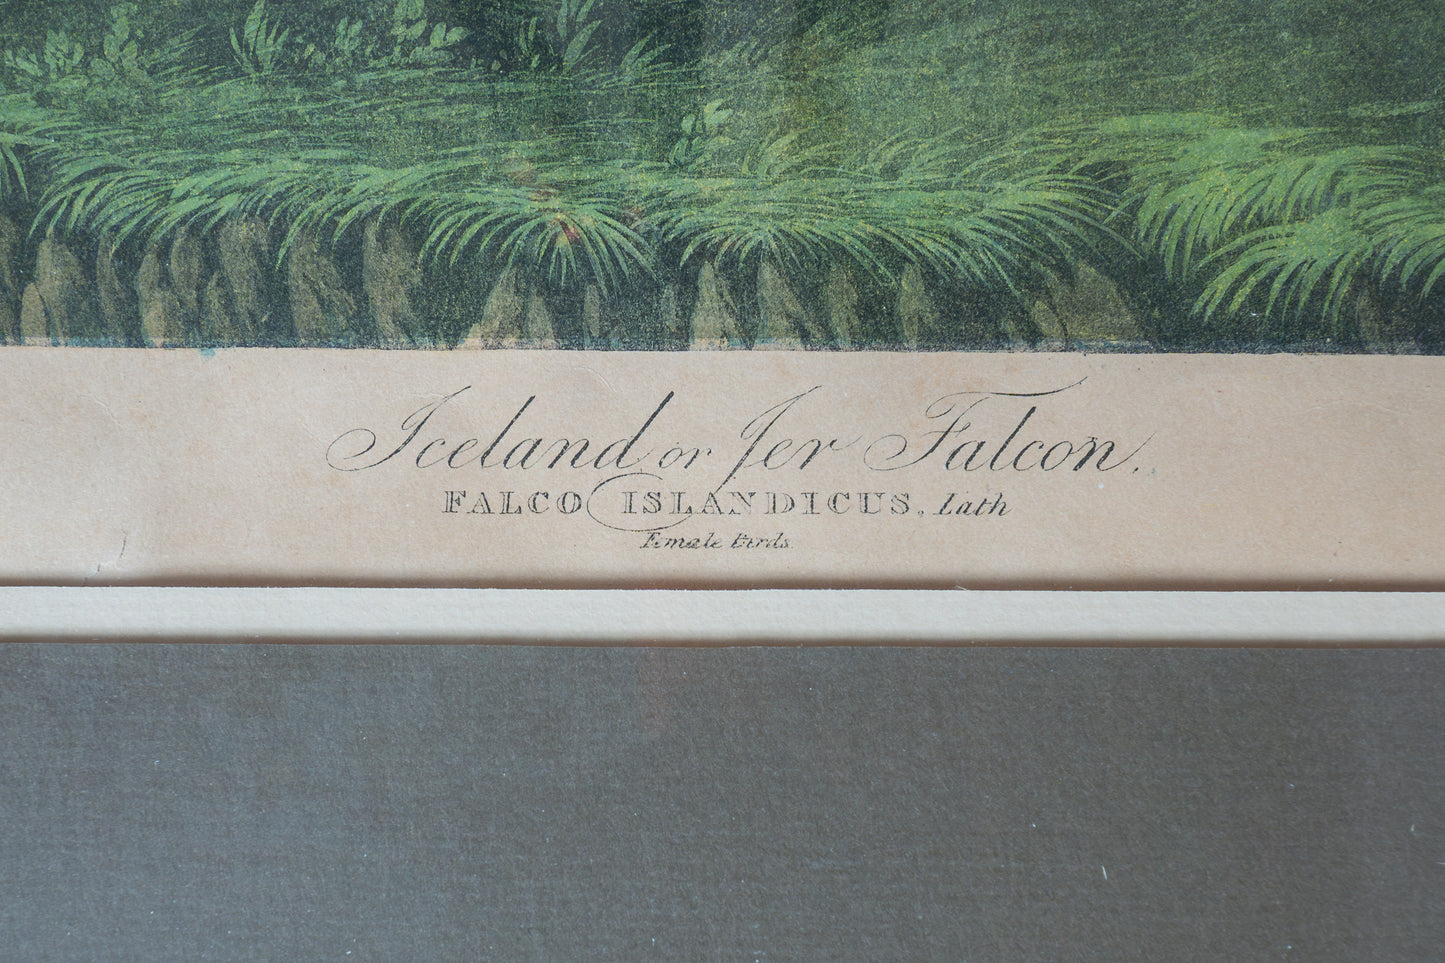 Iceland or Jer Falcon.
FALCO ISLANDICUS. Lath
Female Birds.